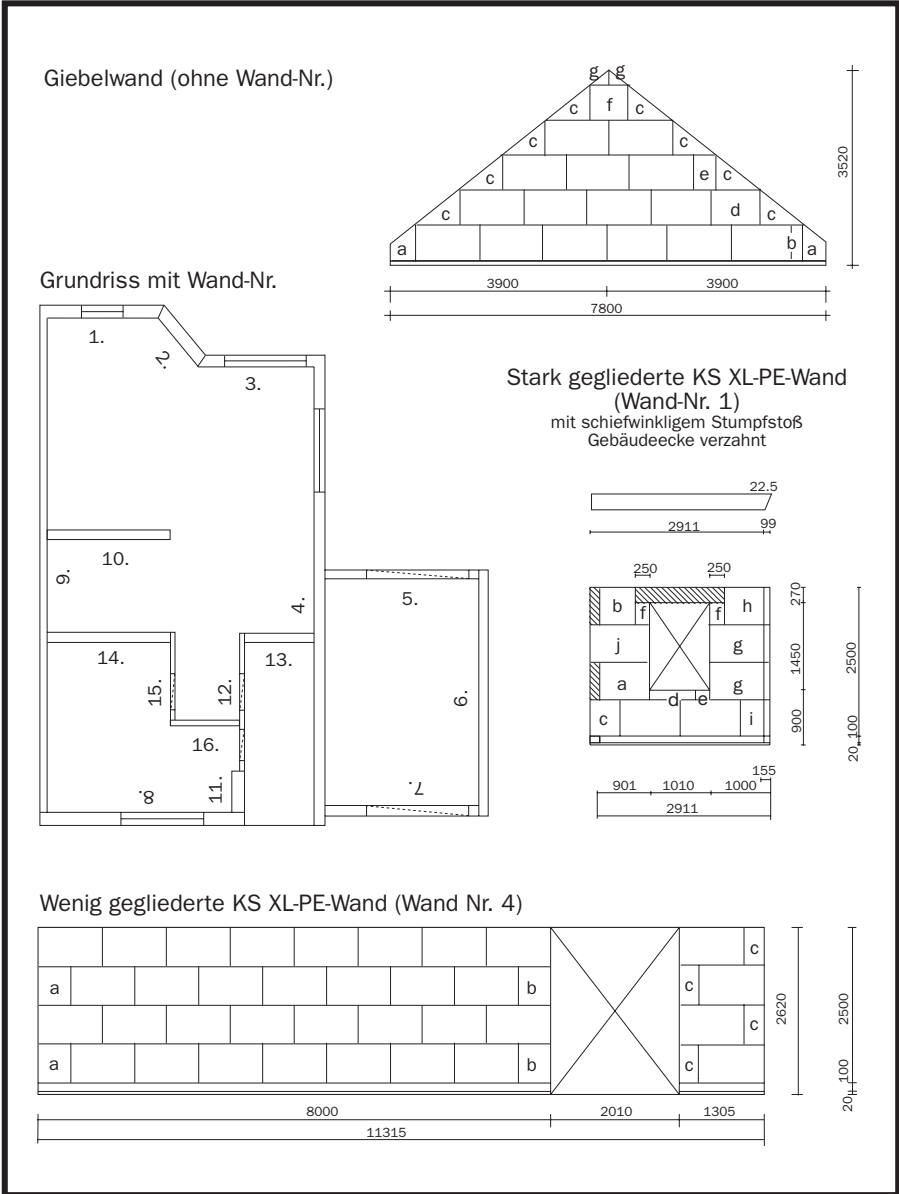 Giebelwand (ohne Wand-Nr.)
g g
c f c
c c
c e c
c d c
a b a
3520
3900 3900
7800
Grundriss mit Wand-Nr.
1.
2.
3.
4.
5.
6.
7.
8.
9.
10.
11.
12.
13.
14.
15.
16.
Stark gegliederte KS XL-PE-Wand
(Wand-Nr. 1)
mit schiefwinkligem Stumpfstoß
Gebäudeecke verzahnt
22.5
2911 99
250 250
b f f h
j g
a g
d e
c i
270
1450
900
2500
100
20
155
901 1010 1000
2911
Wenig gegliederte KS XL-PE-Wand (Wand Nr. 4)
c
a b c
c
a b c
2620
2500
100
20
8000 2010 1305
11315